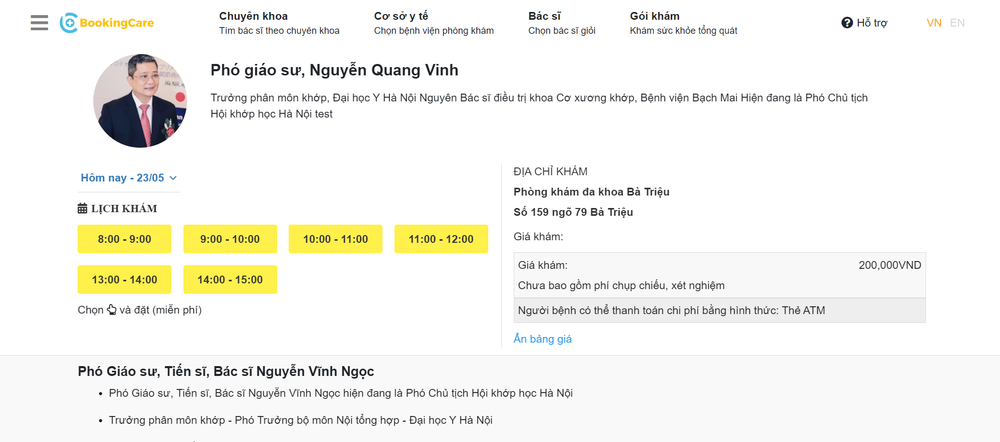 BookingCare
Chuyên khoa
Tìm bác sĩ theo chuyên khoa
Cơ sở y tế
Chọn bệnh viện phòng khám
Bác sĩ
Chọn bác sĩ giỏi
Gói khám
Khám sức khỏe tổng quát
Hỗ trợ
VN EN
Hà Nội, n
Phó giáo sư, Nguyễn Quang Vinh
Trưởng phân môn khớp, Đại học Y Hà Nội Nguyên Bác sĩ điều trị khoa Cơ xương khớp, Bệnh viện Bạch Mai Hiện đang là Phó Chủ tịch
Hội khớp học Hà Nội test
Hôm nay - 23/05
LỊCH KHÁM
8:00 - 9:00
9:00 - 10:00
10:00 - 11:00
11:00 - 12:00
13:00 - 14:00
14:00 - 15:00
Chọn và đặt (miễn phí)
ĐỊA CHỈ KHÁM
Phòng khám đa khoa Bà Triệu
Số 159 ngõ 79 Bà Triệu
Giá khám:
Giá khám: 200,000VND
Chưa bao gồm phí chụp chiếu, xét nghiệm
Người bệnh có thể thanh toán chi phí bằng hình thức: Thẻ ATM
Ẩn bảng giá
Phó Giáo sư, Tiến sĩ, Bác sĩ Nguyễn Vĩnh Ngọc
• Phó Giáo sư, Tiến sĩ, Bác sĩ Nguyễn Vĩnh Ngọc hiện đang là Phó Chủ tịch Hội khớp học Hà Nội
• Trưởng phân môn khớp - Phó Trưởng bộ môn Nội tổng hợp - Đại học Y Hà Nội